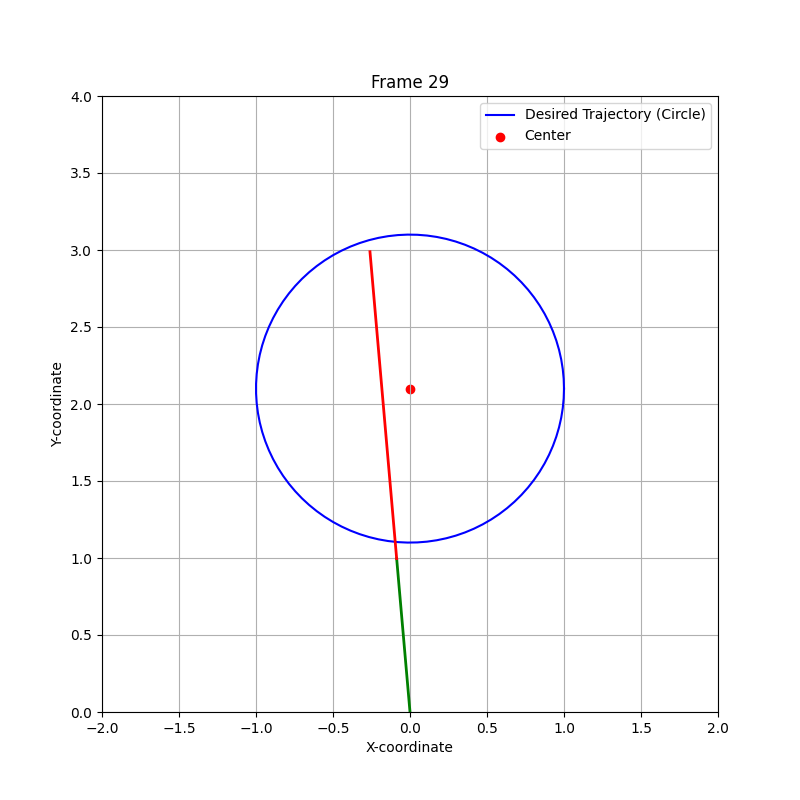 Frame 29
Desired Trajectory (Circle)
Center
4.0
3.5
3.0
2.5
2.0
1.5
1.0
0.5
0.0
Y-coordinate
−2.0 −1.5 −1.0 −0.5 0.0 0.5 1.0 1.5 2.0
X-coordinate